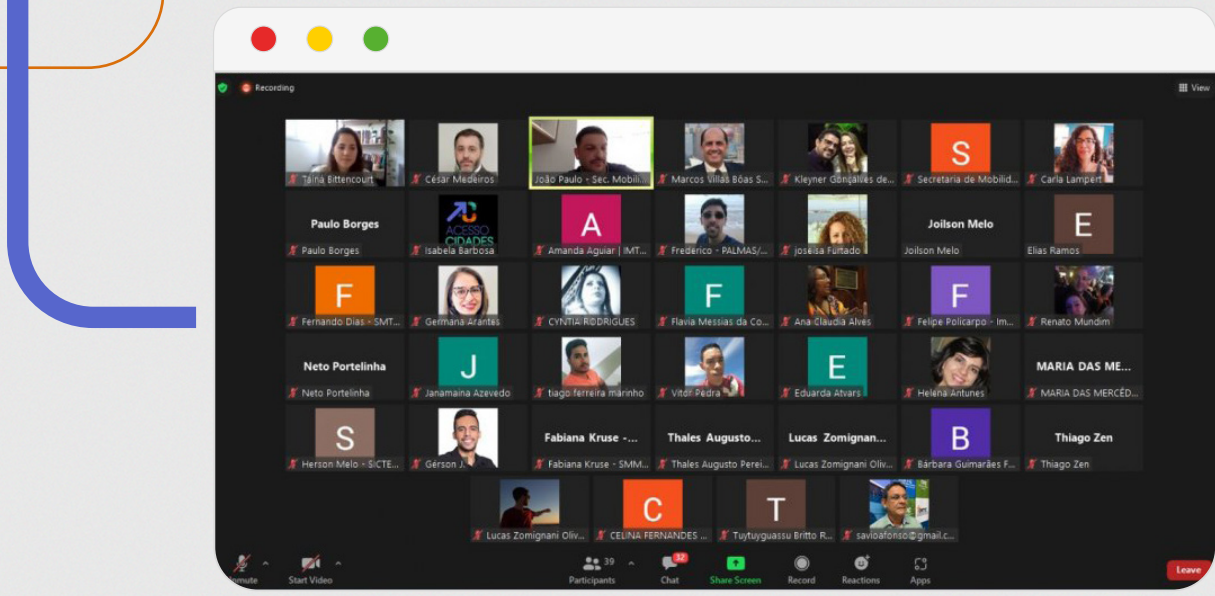 Recording
View
Tainá Bittencourt
César Medeiros
João Paulo - Sec. Mobili...
Marcos Villas Bôas S...
Kleyner Gonçalves de...
S
Secretaria de Mobilid...
Carla Lampert
Paulo Borges
Paulo Borges
ACESSO
CIDADES
Isabela Barbosa
A
Amanda Aguiar | IMT...
Frederico - PALMAS/...
joseisa Furtado
Joilson Melo
Joilson Melo
E
Elias Ramos
F
Fernando Dias - SMT...
Germana Arantes
CYNTIA RODRIGUES
F
Flavia Messias da Co...
Ana Claudia Alves
F
Felipe Policarpo - Im...
Renato Mundim
Neto Portelinha
Neto Portelinha
J
Janamaina Azevedo
tiago ferreira marinho
Vitor Pedra
E
Eduarda Atvars
Helena Antunes
MARIA DAS ME...
MARIA DAS MERCÊD...
S
Herson Melo - SICTE...
Gérson J.
Fabiana Kruse -...
Fabiana Kruse - SMM...
Thales Augusto...
Thales Augusto Perei...
Lucas Zomignan...
Lucas Zomignani Oliv...
B
Bárbara Guimarães F...
Thiago Zen
Thiago Zen
Lucas Zomignani Oliv...
C
CELINA FERNANDES ...
T
Tuytuyguassu Britto R...
savioafonso@gmail.c...
Start Video
39
Participants
32
Chat
Share Screen
Record
Reactions
Apps
Leave